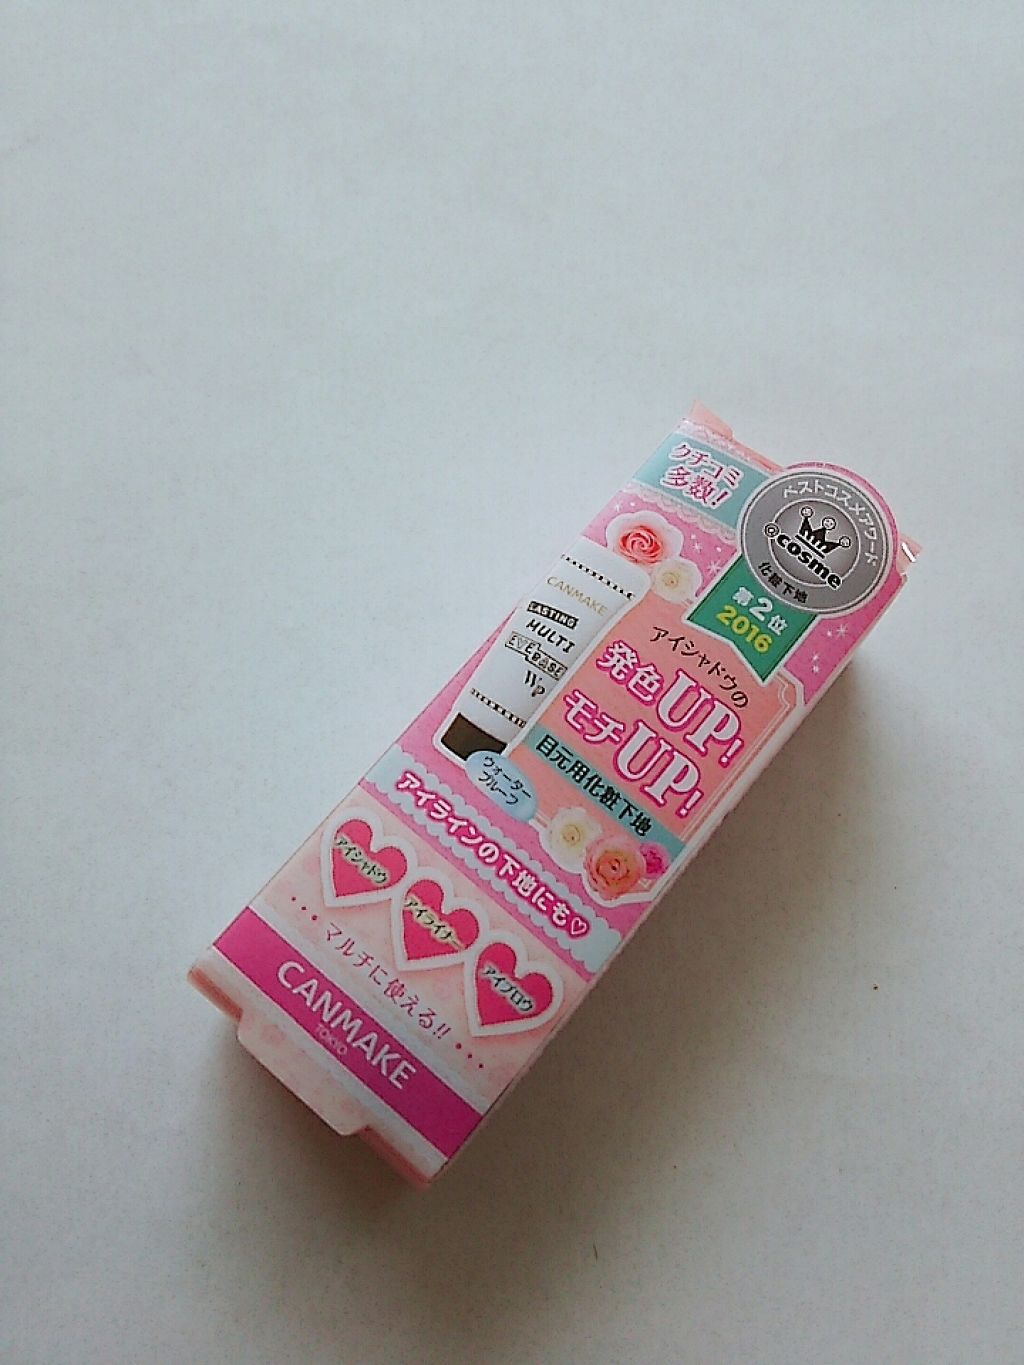 クチコミ
多数!
ベストコスメアワード
@cosme
化粧下地
第2位
2016
CANMAKE
LASTING
MULTI
EYEBASE
WP
アイシャドウの
発色UP!
モチUP!
目元用化粧下地
ウォーター
プルーフ
アイラインの下地にも♡
アイシャドウ
アイライナー
アイブロウ
•••マルチに使える!!•••
CANMAKE
TOKYO